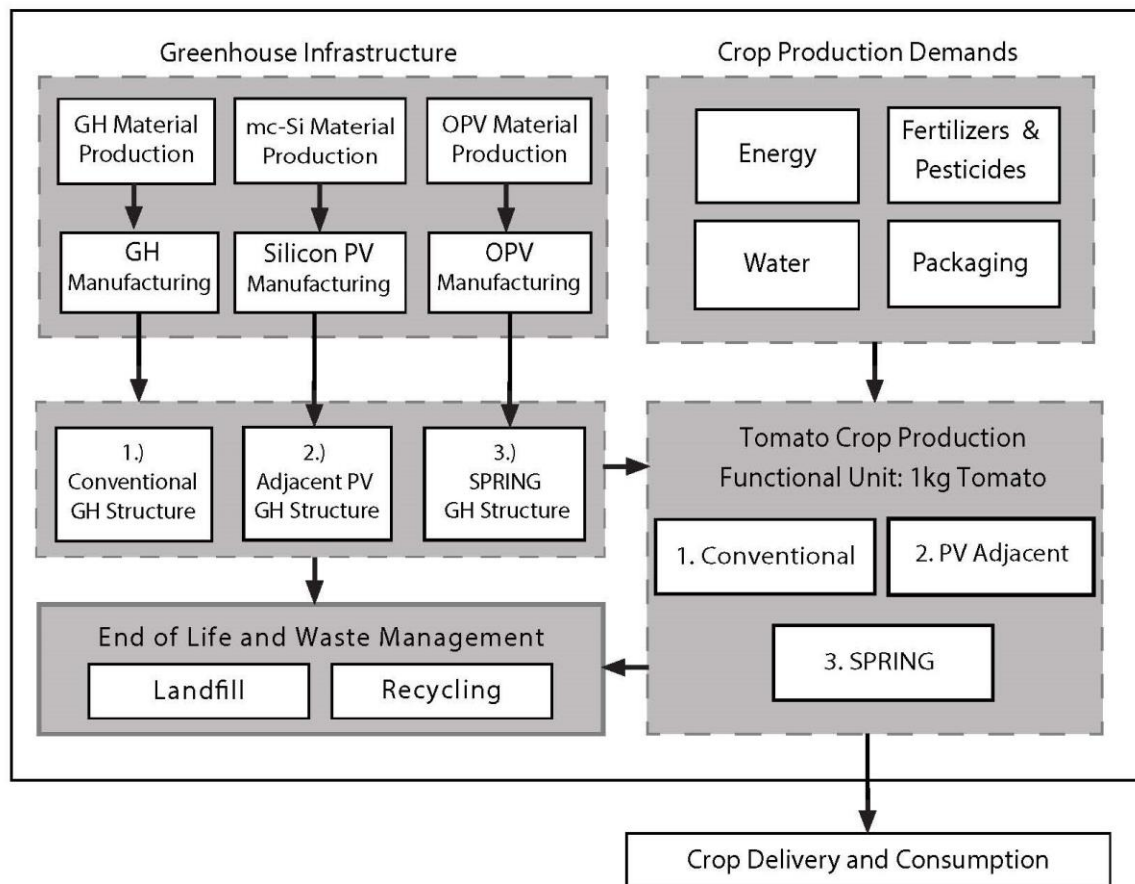 Greenhouse Infrastructure
GH Material
Production
mc-Si Material
Production
OPV Material
Production
GH
Manufacturing
Silicon PV
Manufacturing
OPV
Manufacturing
Crop Production Demands
Energy
Fertilizers &
Pesticides
Water
Packaging
1.)
Conventional
GH Structure
2.)
Adjacent PV
GH Structure
3.)
SPRING
GH Structure
Tomato Crop Production
Functional Unit: 1kg Tomato
1. Conventional
2. PV Adjacent
3. SPRING
End of Life and Waste Management
Landfill
Recycling
Crop Delivery and Consumption